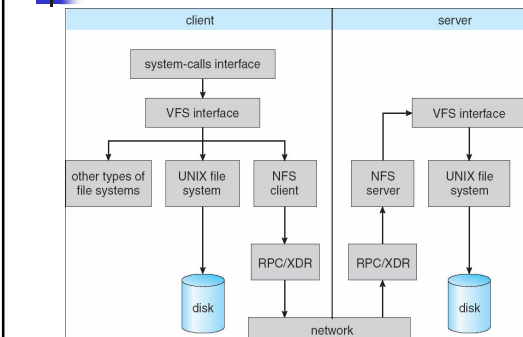 client
server
system-calls interface
VFS interface
VFS interface
other types of
file systems
UNIX file
system
NFS
client
NFS
server
UNIX file
system
RPC/XDR
RPC/XDR
disk
disk
network